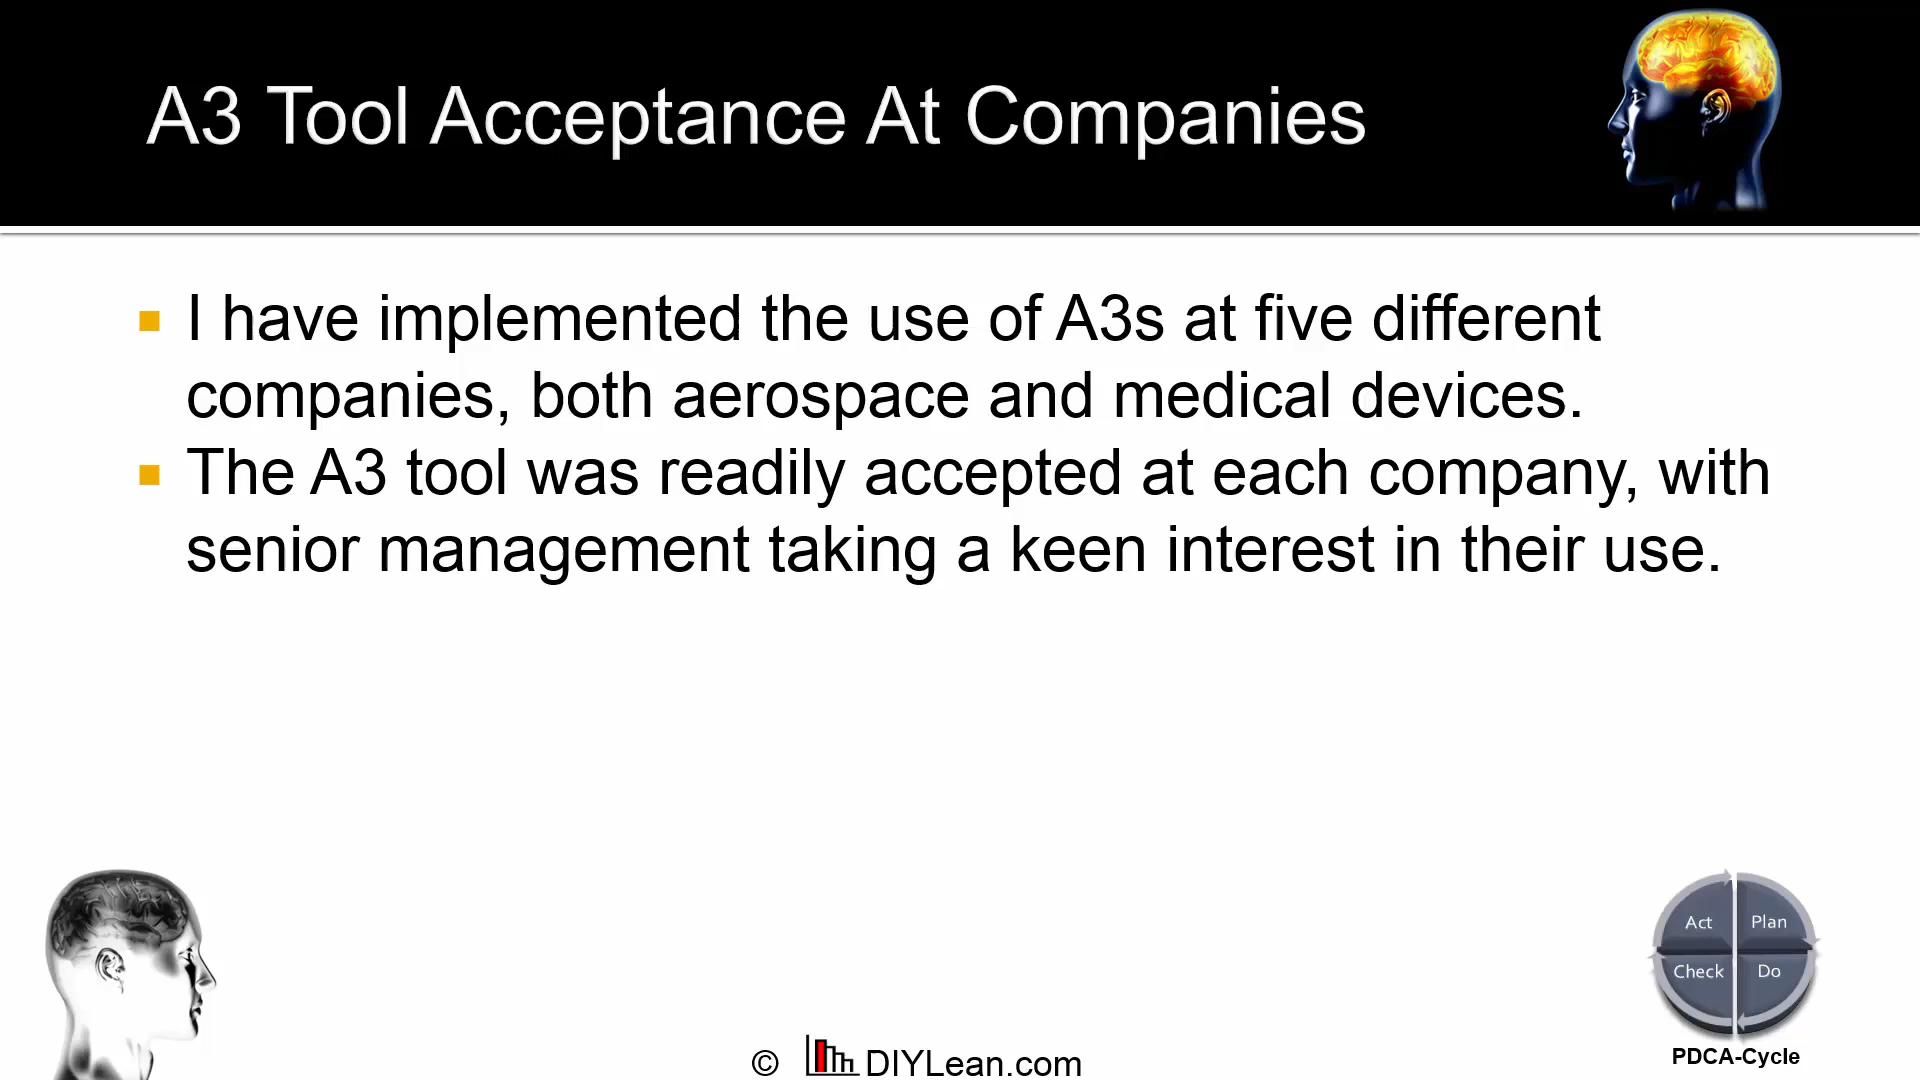 A3 Tool Acceptance At Companies
■ I have implemented the use of A3s at five different
companies, both aerospace and medical devices.
■ The A3 tool was readily accepted at each company, with
senior management taking a keen interest in their use.
Act Plan
Check Do
PDCA-Cycle
© DIYLean.com